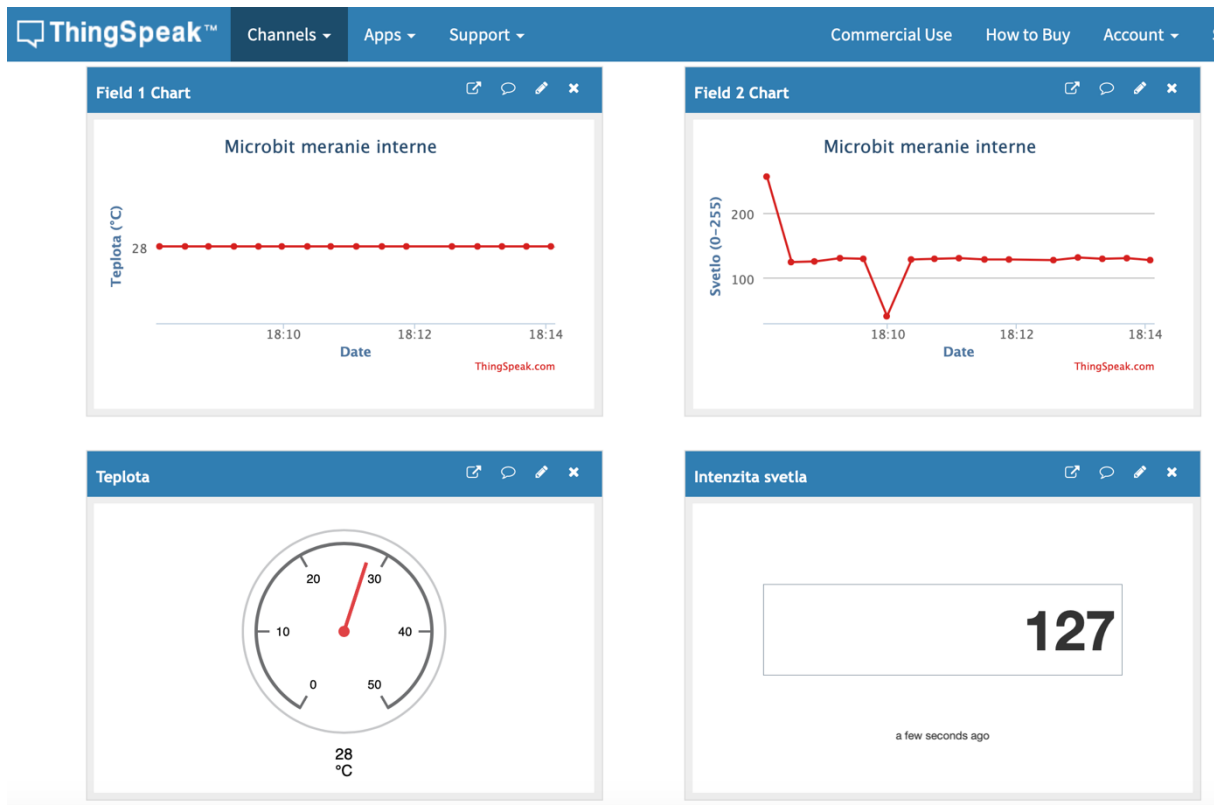 ThingSpeak™ Channels Apps Support Commercial Use How to Buy Account
Field 1 Chart
Microbit meranie interne
Teplota (°C)
28
18:10 18:12 18:14
Date
ThingSpeak.com
Field 2 Chart
Microbit meranie interne
Svetlo (0-255)
200
100
18:10 18:12 18:14
Date
ThingSpeak.com
Teplota
0 10 20 30 40 50
28
°C
Intenzita svetla
127
a few seconds ago